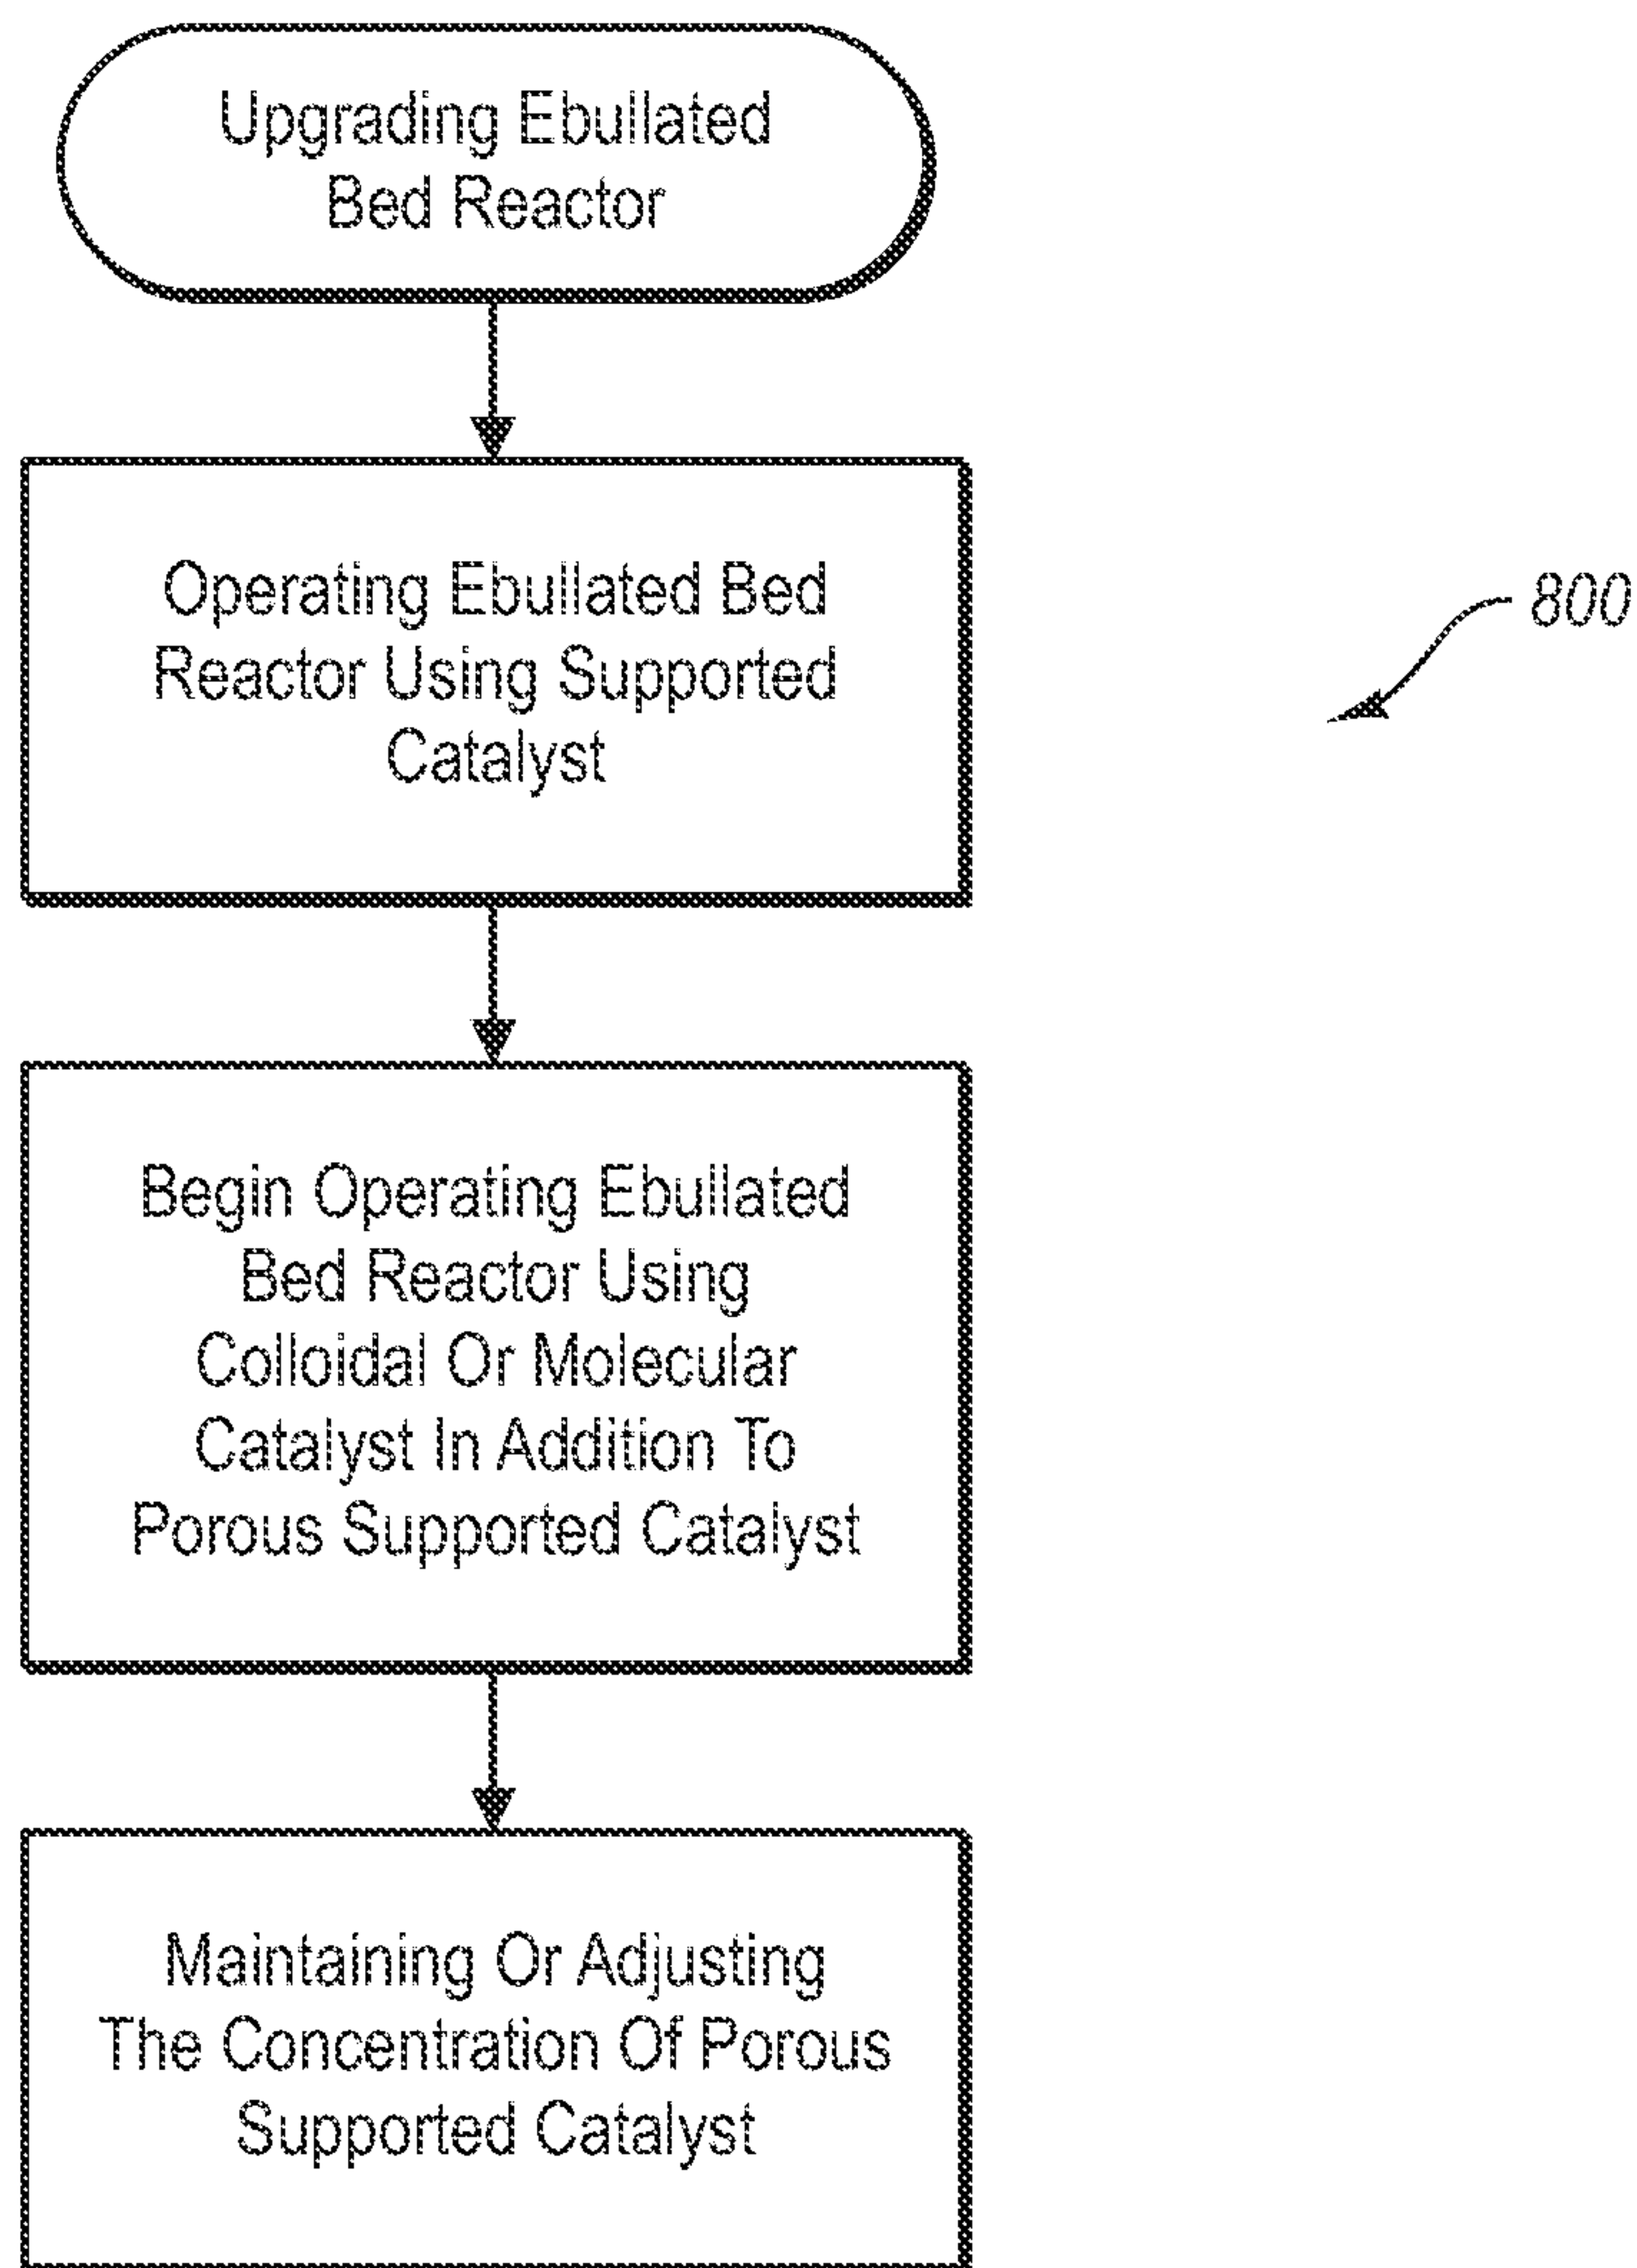 Upgrading Ebullated
Bed Reactor
Operating Ebullated Bed
Reactor Using Supported
Catalyst
800
Begin Operating Ebullated
Bed Reactor Using
Colloidal Or Molecular
Catalyst In Addition To
Porous Supported Catalyst
Maintaining Or Adjusting
The Concentration Of Porous
Supported Catalyst